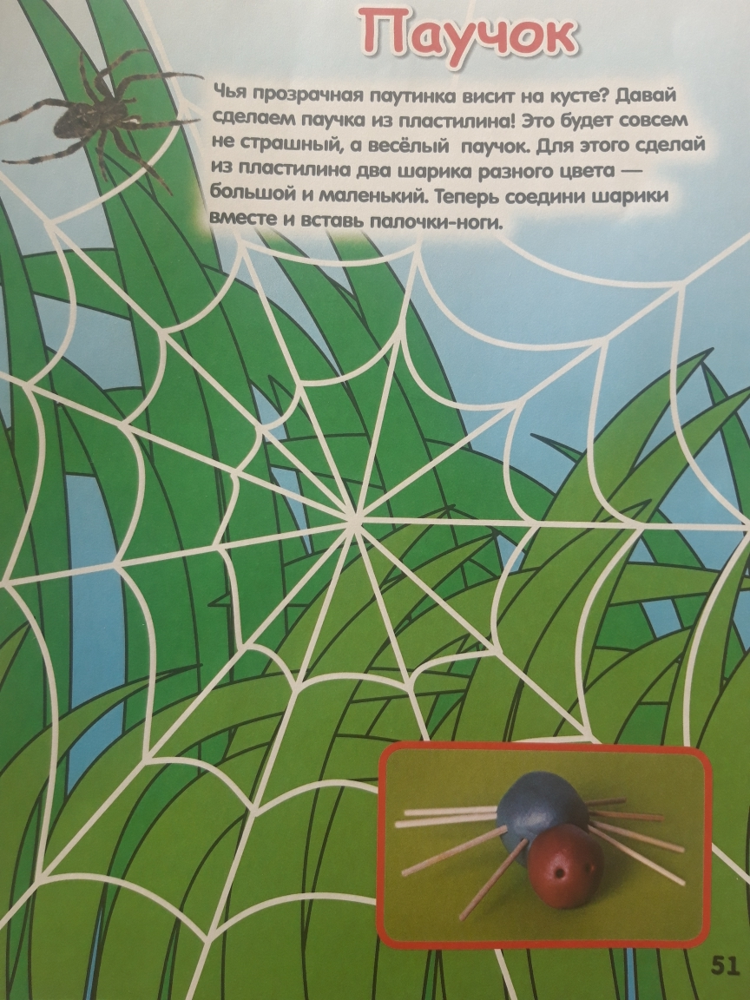 Паучок
Чья прозрачная паутинка висит на кусте? Давай
сделаем паучка из пластилина! Это будет совсем
не страшный, а весёлый паучок. Для этого сделай
из пластилина два шарика разного цвета —
большой и маленький. Теперь соедини шарики
вместе и вставь палочки-ноги.
51